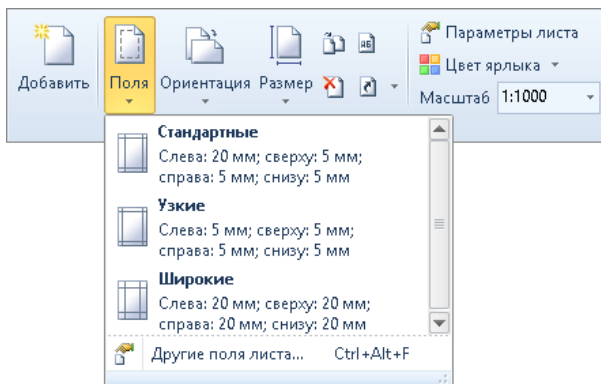 Добавить
Поля
Ориентация
Размер
Параметры листа
Цвет ярлыка
Масштаб 1:1000
Стандартные
Слева: 20 мм; сверху: 5 мм;
справа: 5 мм; снизу: 5 мм
Узкие
Слева: 5 мм; сверху: 5 мм;
справа: 5 мм; снизу: 5 мм
Широкие
Слева: 20 мм; сверху: 20 мм;
справа: 20 мм; снизу: 20 мм
Другие поля листа... Ctrl+Alt+F